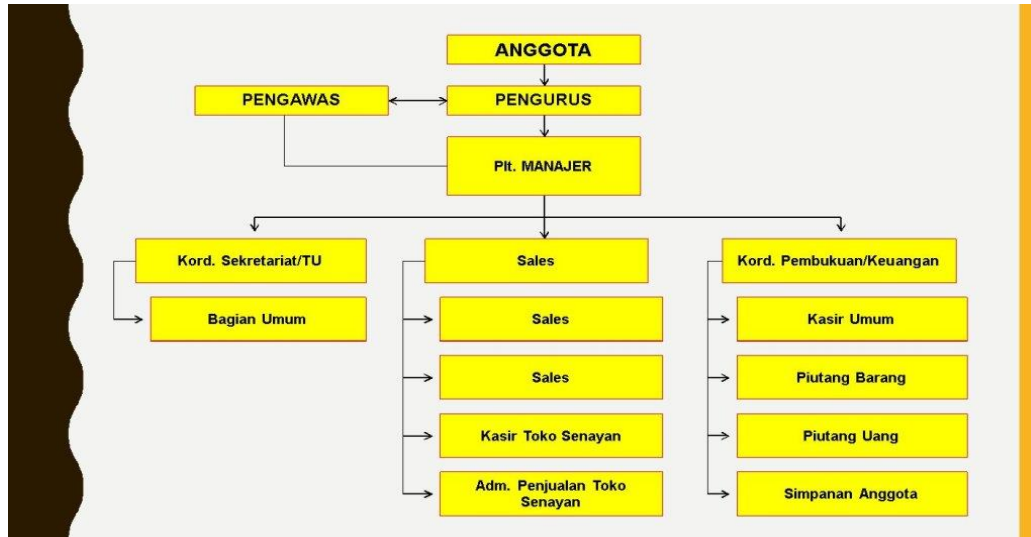 ANGGOTA
PENGAWAS
PENGURUS
Plt. MANAJER
Kord. Sekretariat/TU
Bagian Umum
Sales
Sales
Sales
Kasir Toko Senayan
Adm. Penjualan Toko
Senayan
Kord. Pembukuan/Keuangan
Kasir Umum
Piutang Barang
Piutang Uang
Simpanan Anggota